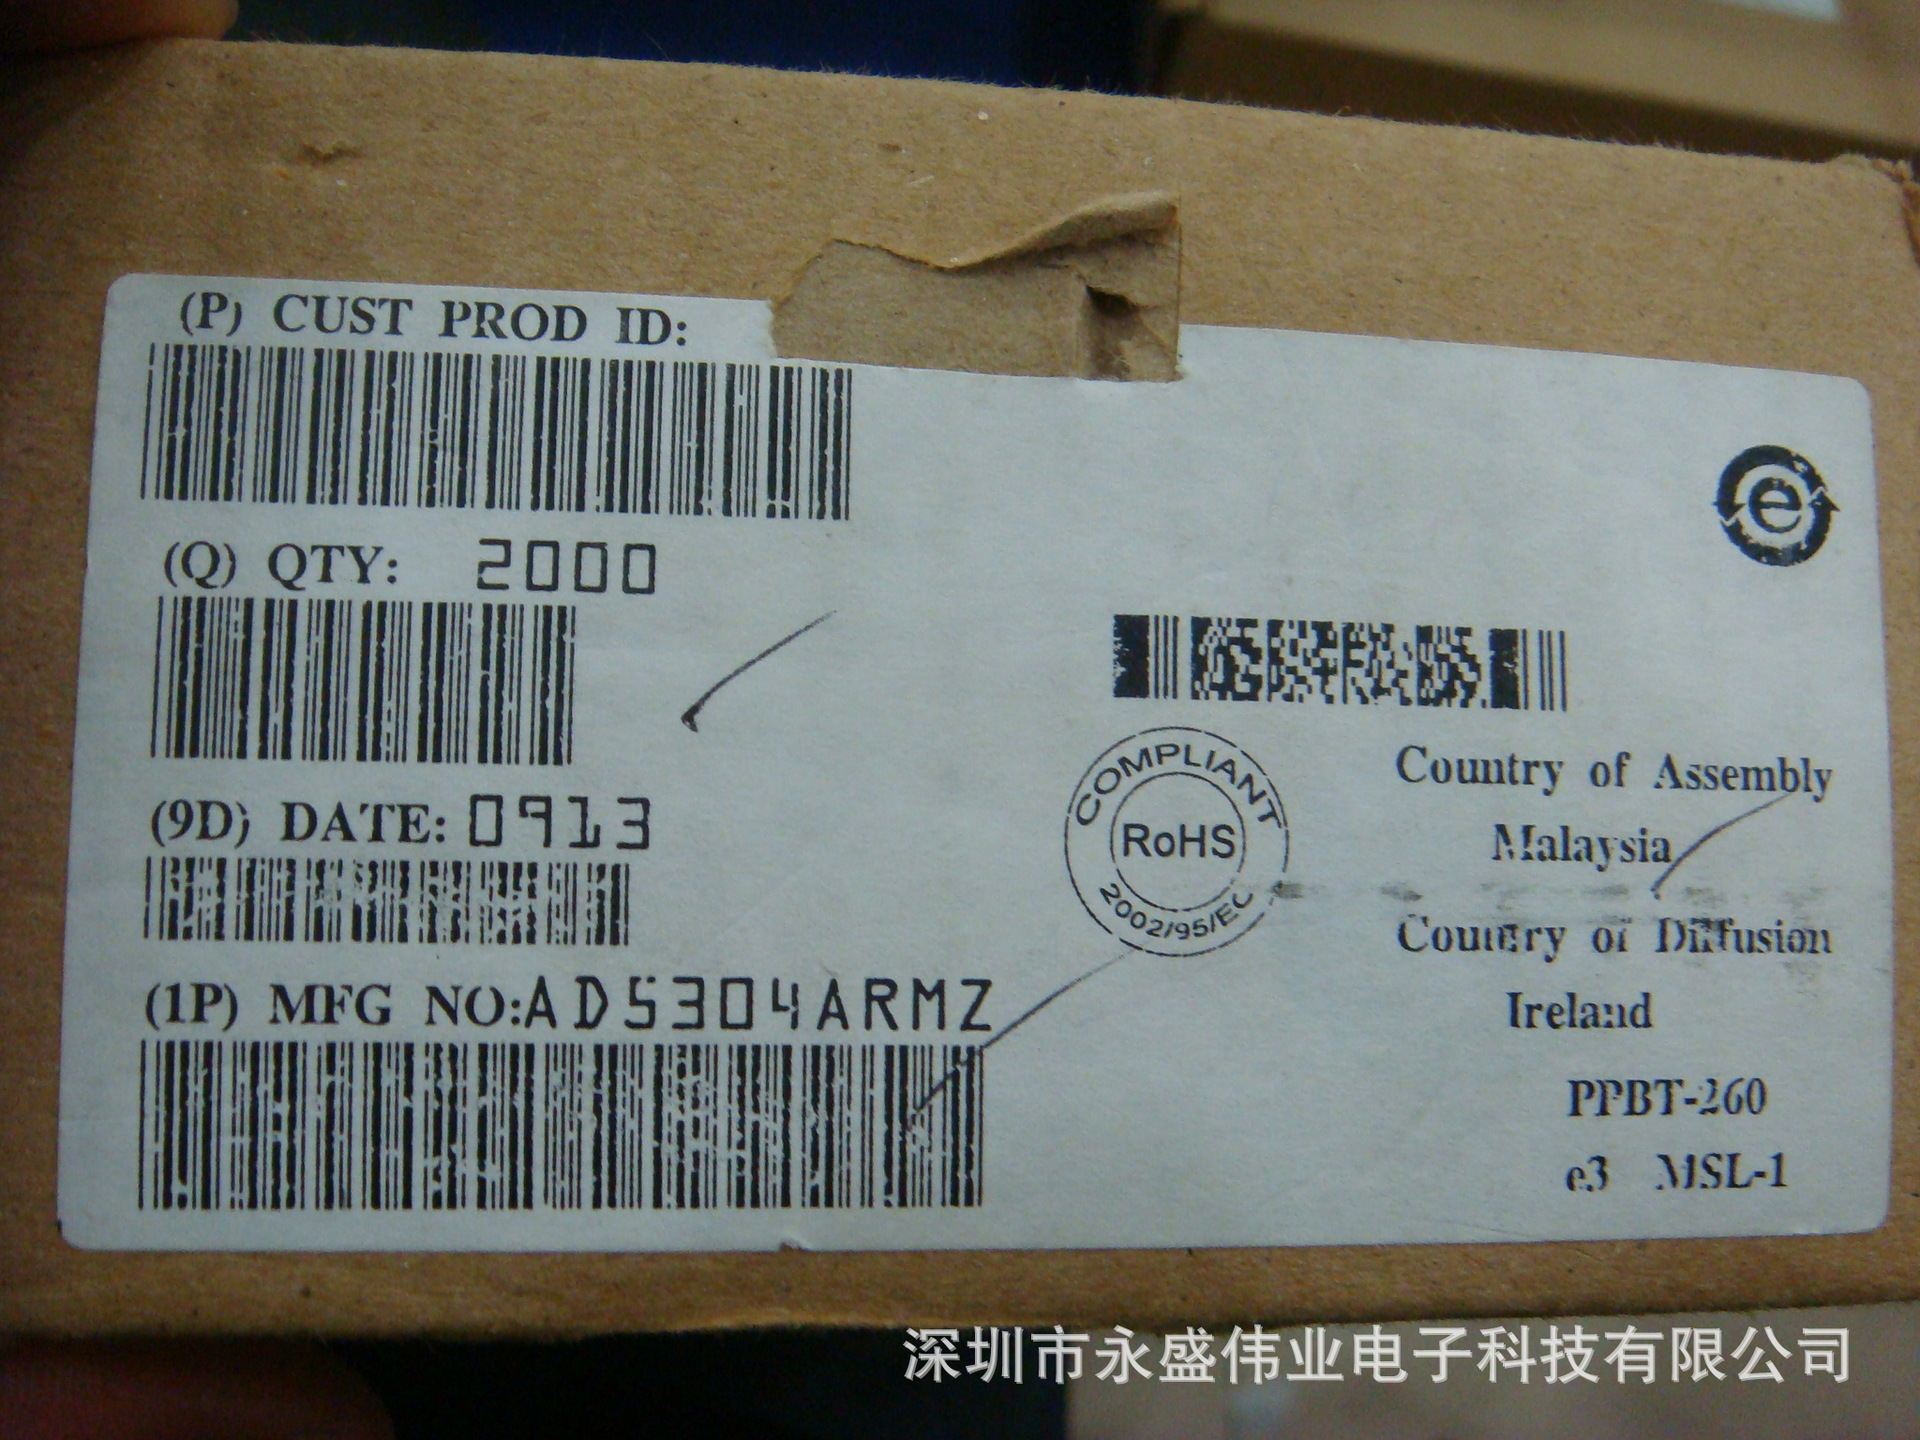 (P) CUST PROD ID:
(Q) QTY: 2000
(9D) DATE: 0913
(1P) MFG NO: AD5304ARMZ
e
COMPLIANT
RoHS
2002/95/EC
Country of Assembly
Malaysia
Country of Diffusion
Ireland
PPBT-260
e3 MSL-1
深圳市永盛伟业电子科技有限公司